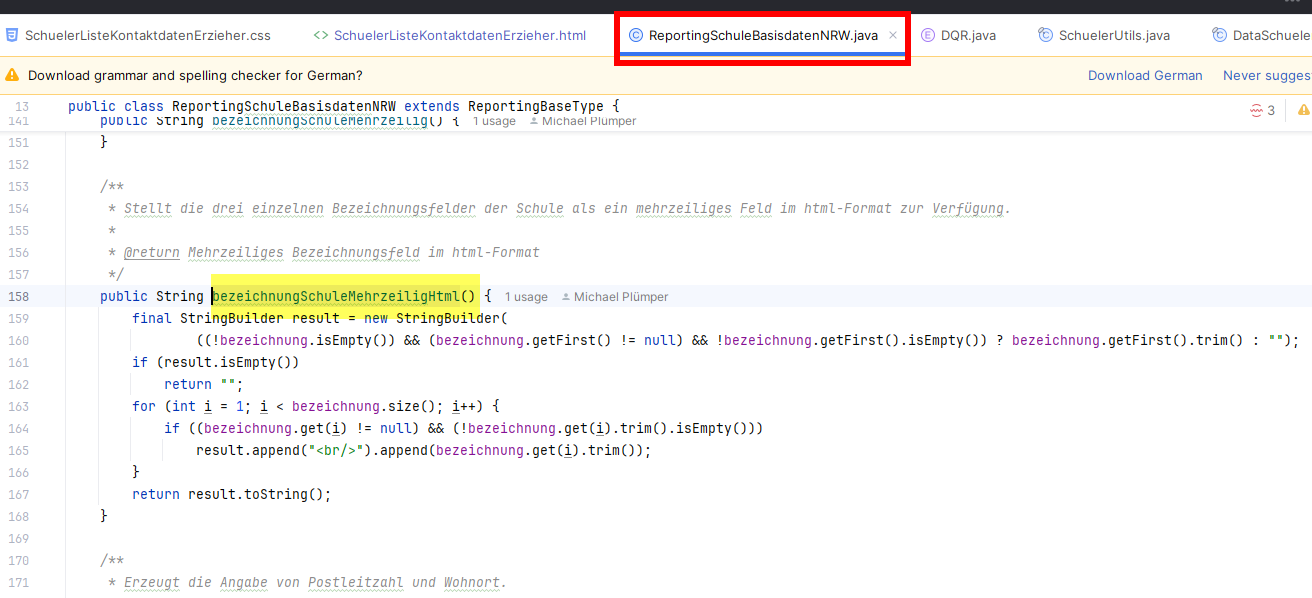 SchuelerListeKontaktdatenErzieher.css <> SchuelerListeKontaktdatenErzieher.html © ReportingSchuleBasisdatenNRW.java × Ⓔ DQR.java © SchuelerUtils.java © DataSchuele
Download grammar and spelling checker for German? Download German Never sugges
13 public class ReportingSchuleBasisdatenNRW extends ReportingBaseType { 3
141 public String bezeichnungSchuleMehrzeilig() { 1 usage Michael Plümper
151 }
152
153 /**
154 * Stellt die drei einzelnen Bezeichnungsfelder der Schule als ein mehrzeiliges Feld im html-Format zur Verfügung.
155 *
156 * @return Mehrzeiliges Bezeichnungsfeld im html-Format
157 */
158 public String bezeichnungSchuleMehrzeiligHtml() { 1 usage Michael Plümper
159 final StringBuilder result = new StringBuilder(
160 ((!bezeichnung.isEmpty()) && (bezeichnung.getFirst() != null) && !bezeichnung.getFirst().isEmpty()) ? bezeichnung.getFirst().trim() : "");
161 if (result.isEmpty())
162 return "";
163 for (int i = 1; i < bezeichnung.size(); i++) {
164 if ((bezeichnung.get(i) != null) && (!bezeichnung.get(i).trim().isEmpty()))
165 result.append("<br/>").append(bezeichnung.get(i).trim());
166 }
167 return result.toString();
168 }
169
170 /**
171 * Erzeugt die Angabe von Postleitzahl und Wohnort.